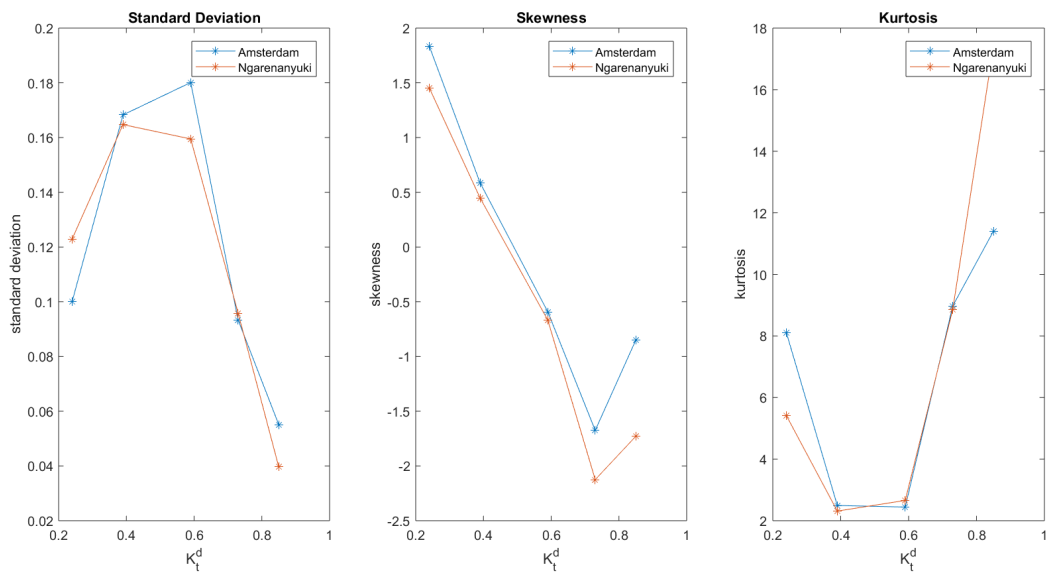 Standard Deviation
0.2
0.18
0.16
0.14
0.12
0.1
0.08
0.06
0.04
0.02
0.2
0.4
0.6
0.8
1
standard deviation
K_t^d
Amsterdam
Ngarenanyuki
Skewness
2
1.5
1
0.5
0
-0.5
-1
-1.5
-2
-2.5
0.2
0.4
0.6
0.8
1
skewness
K_t^d
Amsterdam
Ngarenanyuki
Kurtosis
18
16
14
12
10
8
6
4
2
0.2
0.4
0.6
0.8
1
kurtosis
K_t^d
Amsterdam
Ngarenanyuki